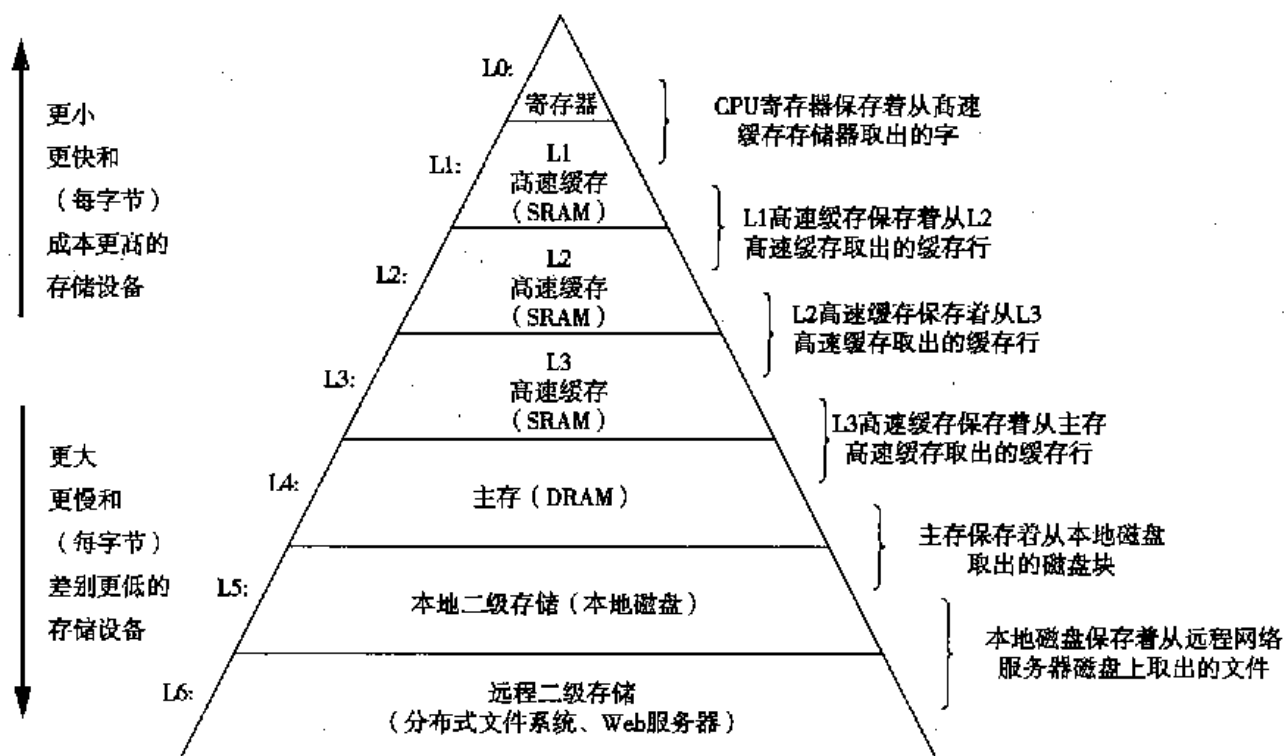 更小
更快和
（每字节）
成本更高的
存储设备
更大
更慢和
（每字节）
差别更低的
存储设备
L0:
寄存器
L1:
L1
高速缓存
（SRAM）
L2:
L2
高速缓存
（SRAM）
L3:
L3
高速缓存
（SRAM）
L4:
主存（DRAM）
L5:
本地二级存储（本地磁盘）
L6:
远程二级存储
（分布式文件系统、Web服务器）
CPU寄存器保存着从高速
缓存存储器取出的字
L1高速缓存保存着从L2
高速缓存取出的缓存行
L2高速缓存保存着从L3
高速缓存取出的缓存行
L3高速缓存保存着从主存
高速缓存取出的缓存行
主存保存着从本地磁盘
取出的磁盘块
本地磁盘保存着从远程网络
服务器磁盘上取出的文件